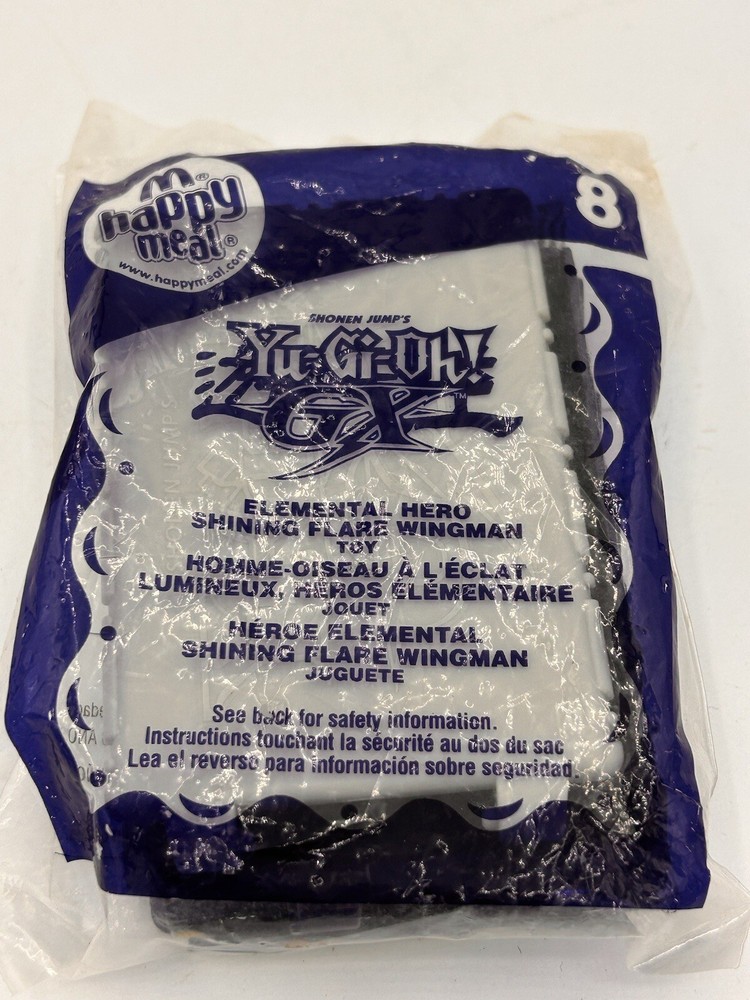 happy
meal®
www.happymeal.com
8
SHONEN JUMP'S
Yu-Gi-Oh!
GX™
ELEMENTAL HERO
SHINING FLARE WINGMAN
TOY
HOMME-OISEAU À L'ÉCLAT
LUMINEUX, HÉROS ÉLÉMENTAIRE
JOUET
HÉROE ELEMENTAL
SHINING FLARE WINGMAN
JUGUETE
See back for safety information.
Instructions touchant la sécurité au dos du sac
Lea el reverso para información sobre seguridad.